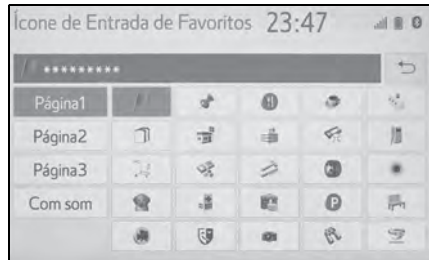 Ícone de Entrada de Favoritos 23:47
*********
Página1
Página2
Página3
Com som
P